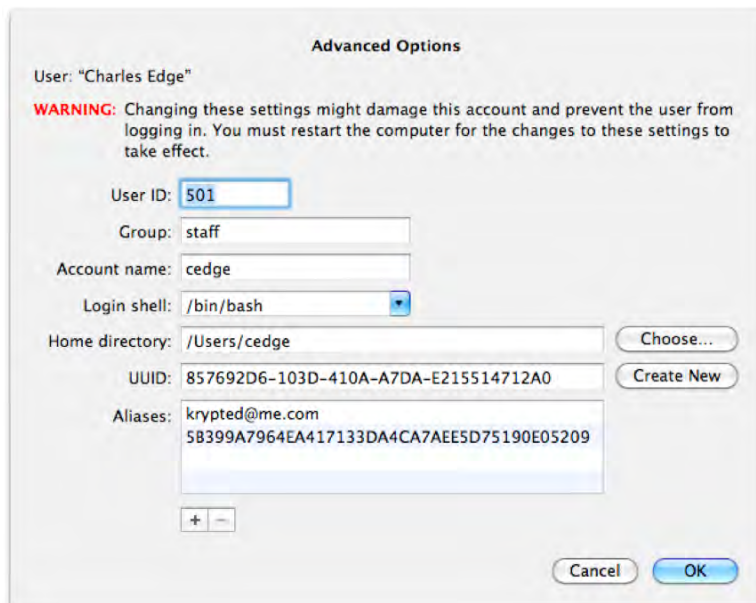 Advanced Options
User: “Charles Edge”
WARNING: Changing these settings might damage this account and prevent the user from
logging in. You must restart the computer for the changes to these settings to
take effect.
User ID: 501
Group: staff
Account name: cedge
Login shell: /bin/bash
Home directory: /Users/cedge Choose...
UUID: 857692D6-103D-410A-A7DA-E215514712A0 Create New
Aliases: krypted@me.com
5B399A7964EA417133DA4CA7AEE5D75190E05209
+ −
Cancel OK